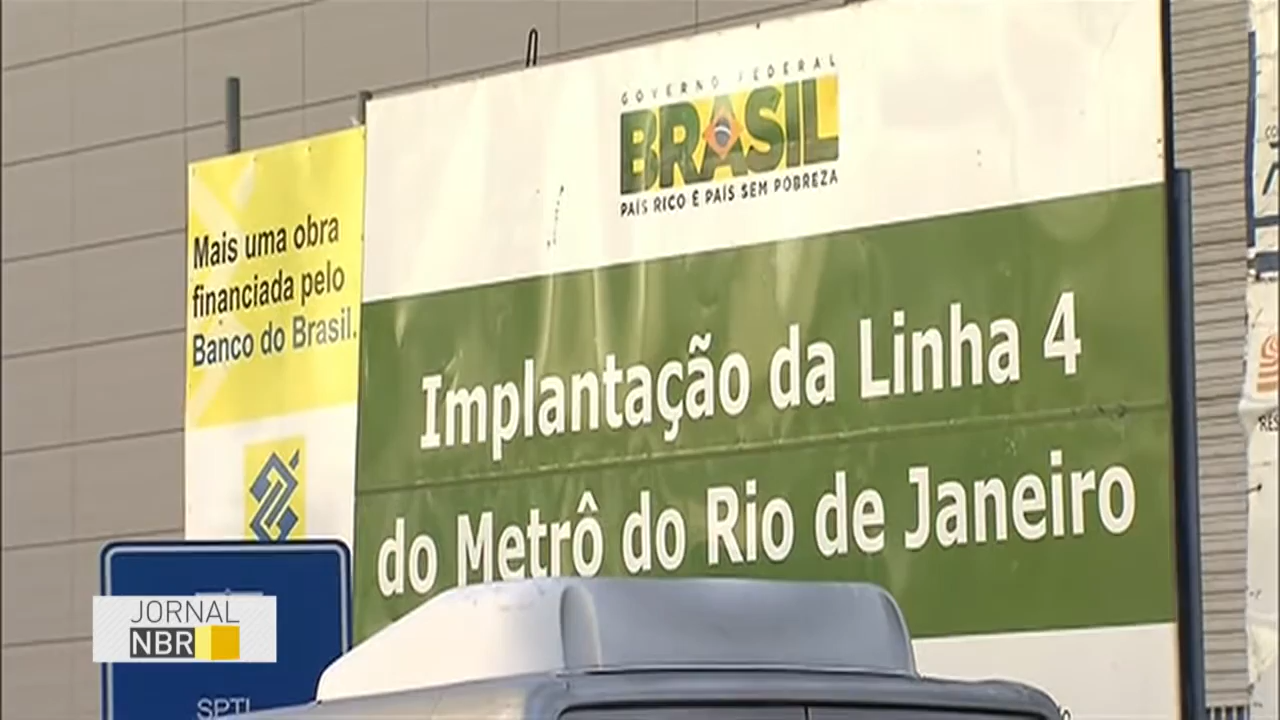 GOVERNO FEDERAL
BRASIL
PAÍS RICO É PAÍS SEM POBREZA
Mais uma obra
financiada pelo
Banco do Brasil.
Implantação da Linha 4
do Metrô do Rio de Janeiro
JORNAL
NBR